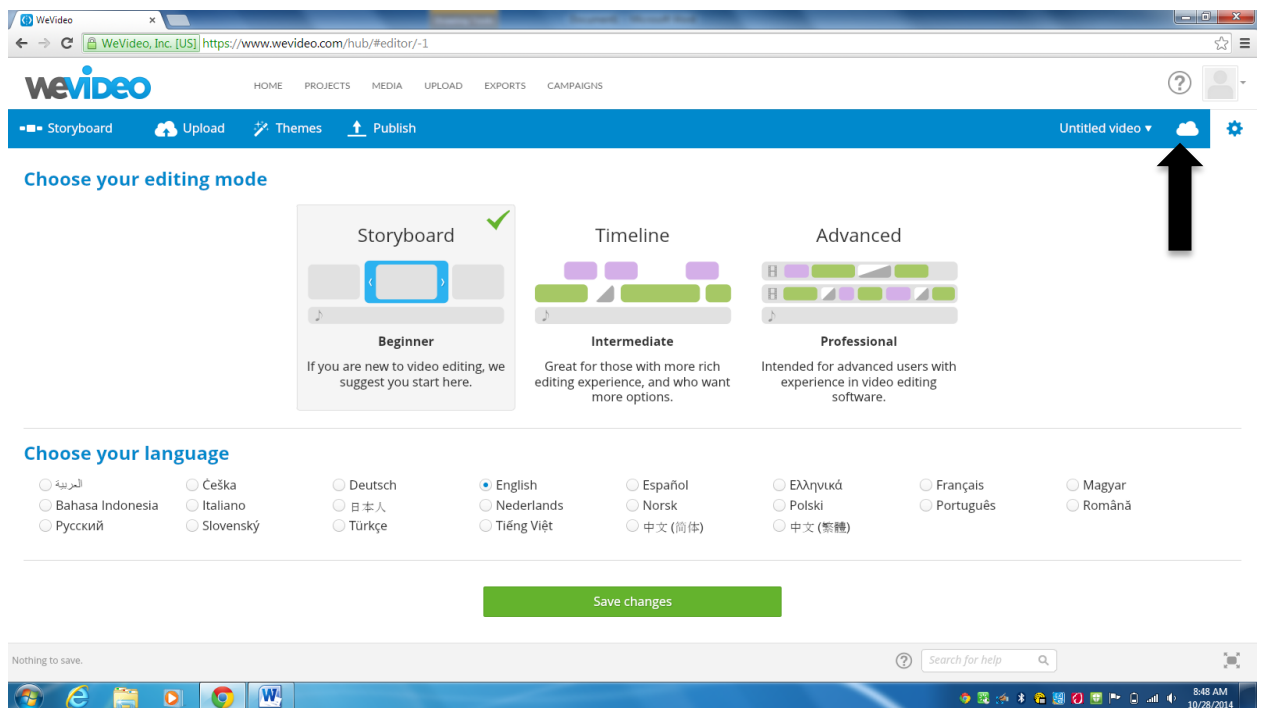 WeVideo
WeVideo, Inc. [US] https://www.wevideo.com/hub/#editor/-1
WeVIDEO HOME PROJECTS MEDIA UPLOAD EXPORTS CAMPAIGNS ?
Storyboard Upload Themes Publish Untitled video
Choose your editing mode
Storyboard Timeline Advanced
Beginner Intermediate Professional
If you are new to video editing, we Great for those with more rich Intended for advanced users with
suggest you start here. editing experience, and who want experience in video editing
more options. software.
Choose your language
العربية Ceška Deutsch English Español Ελληνικά Français Magyar
Bahasa Indonesia Italiano 日本人 Nederlands Norsk Polski Português Română
Русский Slovenský Türkçe Tiếng Việt 中文 (简体) 中文 (繁體)
Save changes
Nothing to save. ? Search for help
8:48 AM
10/28/2014